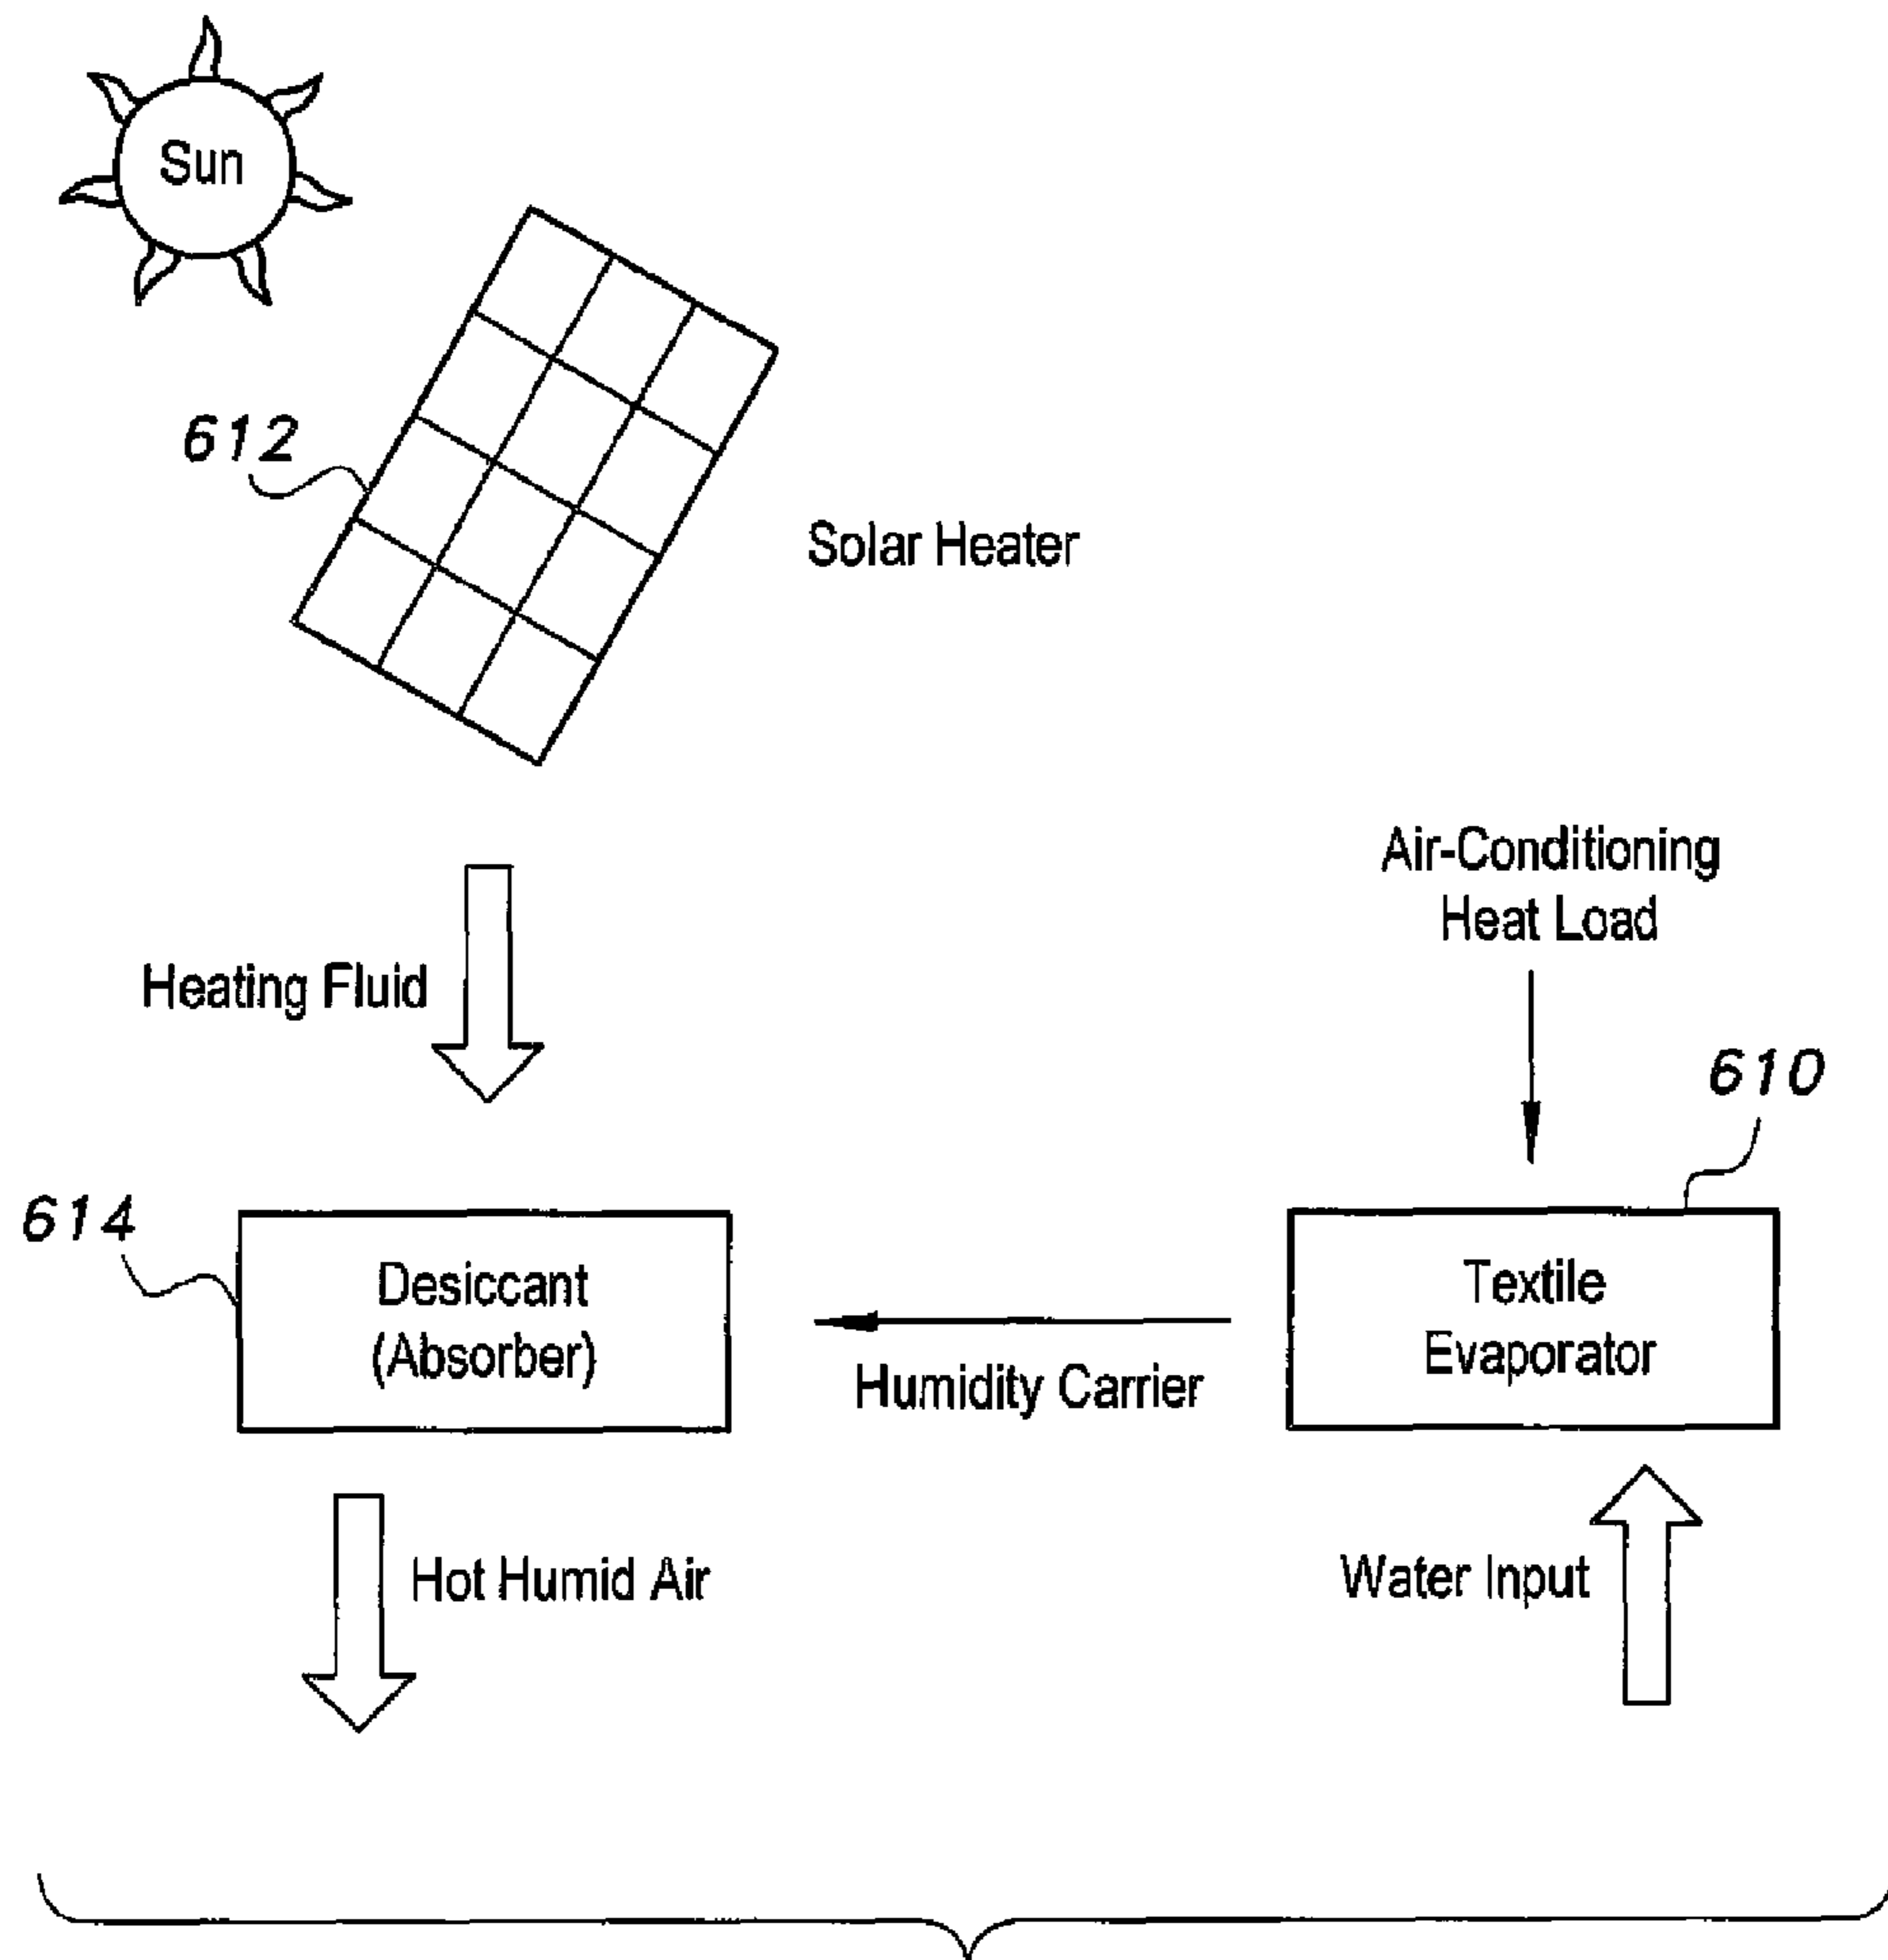 Sun
612
Solar Heater
Air-Conditioning
Heat Load
Heating Fluid
610
614
Desiccant
(Absorber)
Textile
Evaporator
Humidity Carrier
Hot Humid Air
Water Input